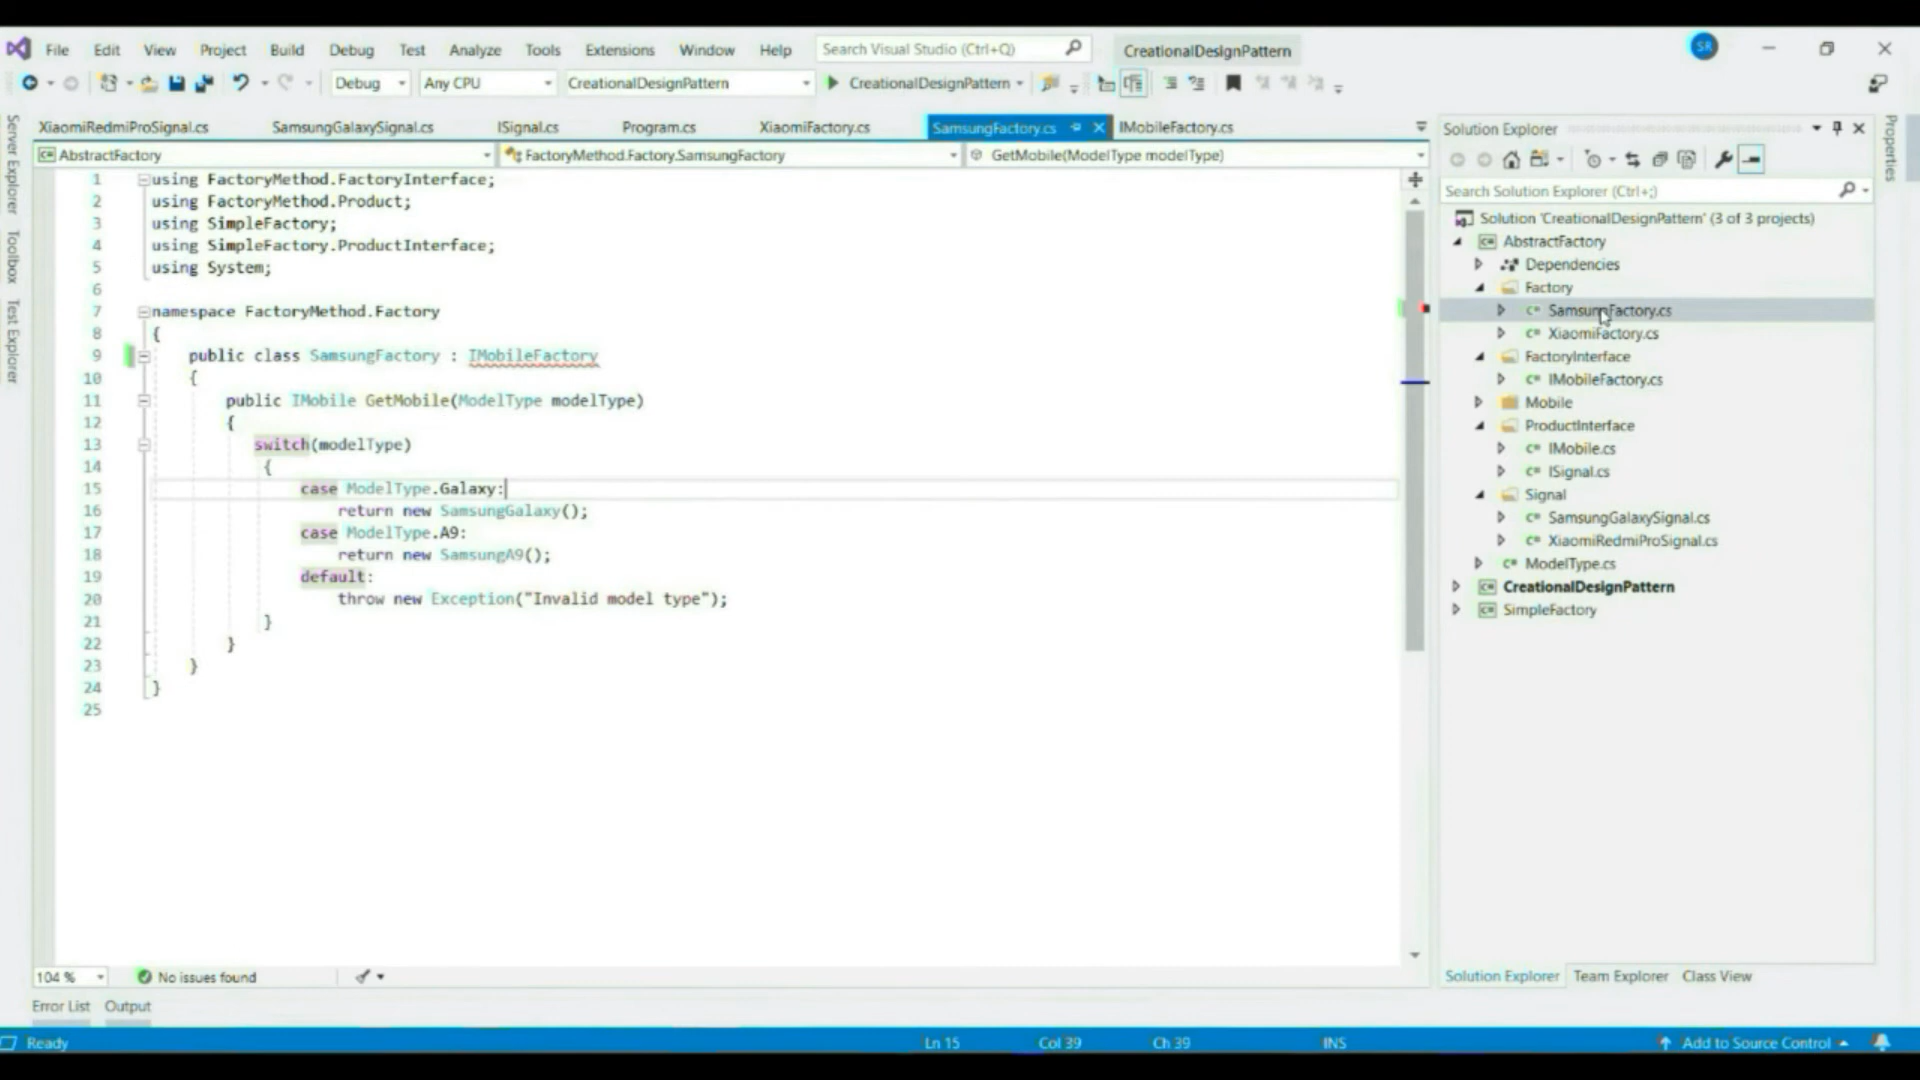 File Edit View Project Build Debug Test Analyze Tools Extensions Window Help Search Visual Studio (Ctrl+Q) CreationalDesignPattern SR
Debug Any CPU CreationalDesignPattern CreationalDesignPattern
XiaomiRedmiProSignal.cs SamsungGalaxySignal.cs ISignal.cs Program.cs XiaomiFactory.cs SamsungFactory.cs IMobileFactory.cs
AbstractFactory FactoryMethod.Factory.SamsungFactory GetMobile(ModelType modelType)
Server Explorer
Toolbox
Test Explorer
1 using FactoryMethod.FactoryInterface;
2 using FactoryMethod.Product;
3 using SimpleFactory;
4 using SimpleFactory.ProductInterface;
5 using System;
6
7 namespace FactoryMethod.Factory
8 {
9 public class SamsungFactory : IMobileFactory
10 {
11 public IMobile GetMobile(ModelType modelType)
12 {
13 switch(modelType)
14 {
15 case ModelType.Galaxy:
16 return new SamsungGalaxy();
17 case ModelType.A9:
18 return new SamsungA9();
19 default:
20 throw new Exception("Invalid model type");
21 }
22 }
23 }
24 }
25
104 % No issues found
Error List Output
Solution Explorer
Search Solution Explorer (Ctrl+;)
Solution 'CreationalDesignPattern' (3 of 3 projects)
AbstractFactory
Dependencies
Factory
SamsungFactory.cs
XiaomiFactory.cs
FactoryInterface
IMobileFactory.cs
Mobile
ProductInterface
IMobile.cs
ISignal.cs
Signal
SamsungGalaxySignal.cs
XiaomiRedmiProSignal.cs
ModelType.cs
CreationalDesignPattern
SimpleFactory
Solution Explorer Team Explorer Class View
Properties
Ready Ln 15 Col 39 Ch 39 INS Add to Source Control